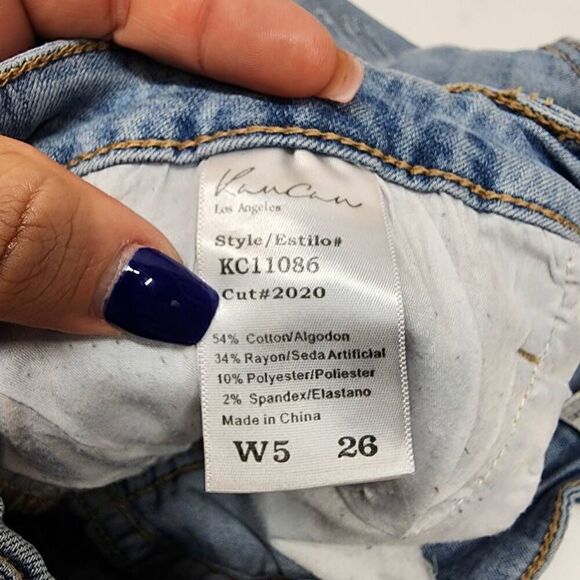 KanCan
Los Angeles
Style/Estilo#
KC11086
Cut#2020
54% Cotton/Algodon
34% Rayon/Seda Artificial
10% Polyester/Poliester
2% Spandex/Elastano
Made in China
W5 26